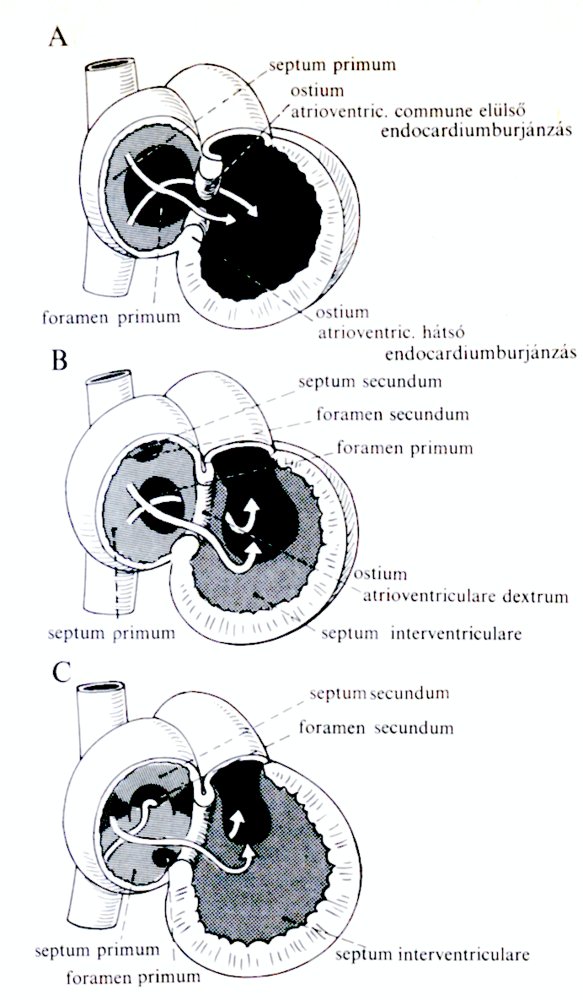 A
septum primum
ostium
atrioventric. commune elülső
endocardiumburjánzás
foramen primum
ostium
atrioventric. hátsó
endocardiumburjánzás
B
septum secundum
foramen secundum
foramen primum
ostium
atrioventriculare dextrum
septum primum
septum interventriculare
C
septum secundum
foramen secundum
septum primum
septum interventriculare
foramen primum